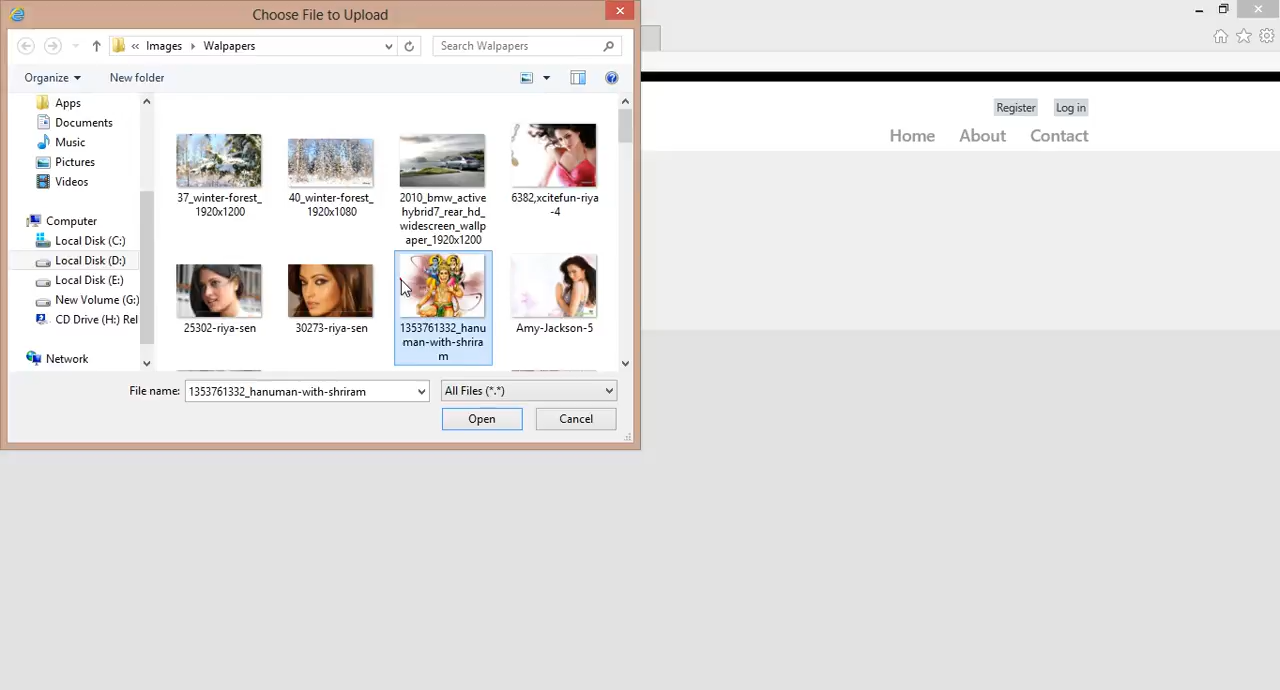 Choose File to Upload
« Images Walpapers
Search Walpapers
Organize New folder
Apps
Documents
Music
Pictures
Videos
Computer
Local Disk (C:)
Local Disk (D:)
Local Disk (E:)
New Volume (G:)
CD Drive (H:) Rel
Network
37_winter-forest_
1920x1200
40_winter-forest_
1920x1080
2010_bmw_active
hybrid7_rear_hd_
widescreen_wallp
aper_1920x1200
6382,xcitefun-riya
-4
25302-riya-sen
30273-riya-sen
1353761332_hanu
man-with-shrira
m
Amy-Jackson-5
File name: 1353761332_hanuman-with-shriram
All Files (*.*)
Open Cancel
Register Log in
Home About Contact